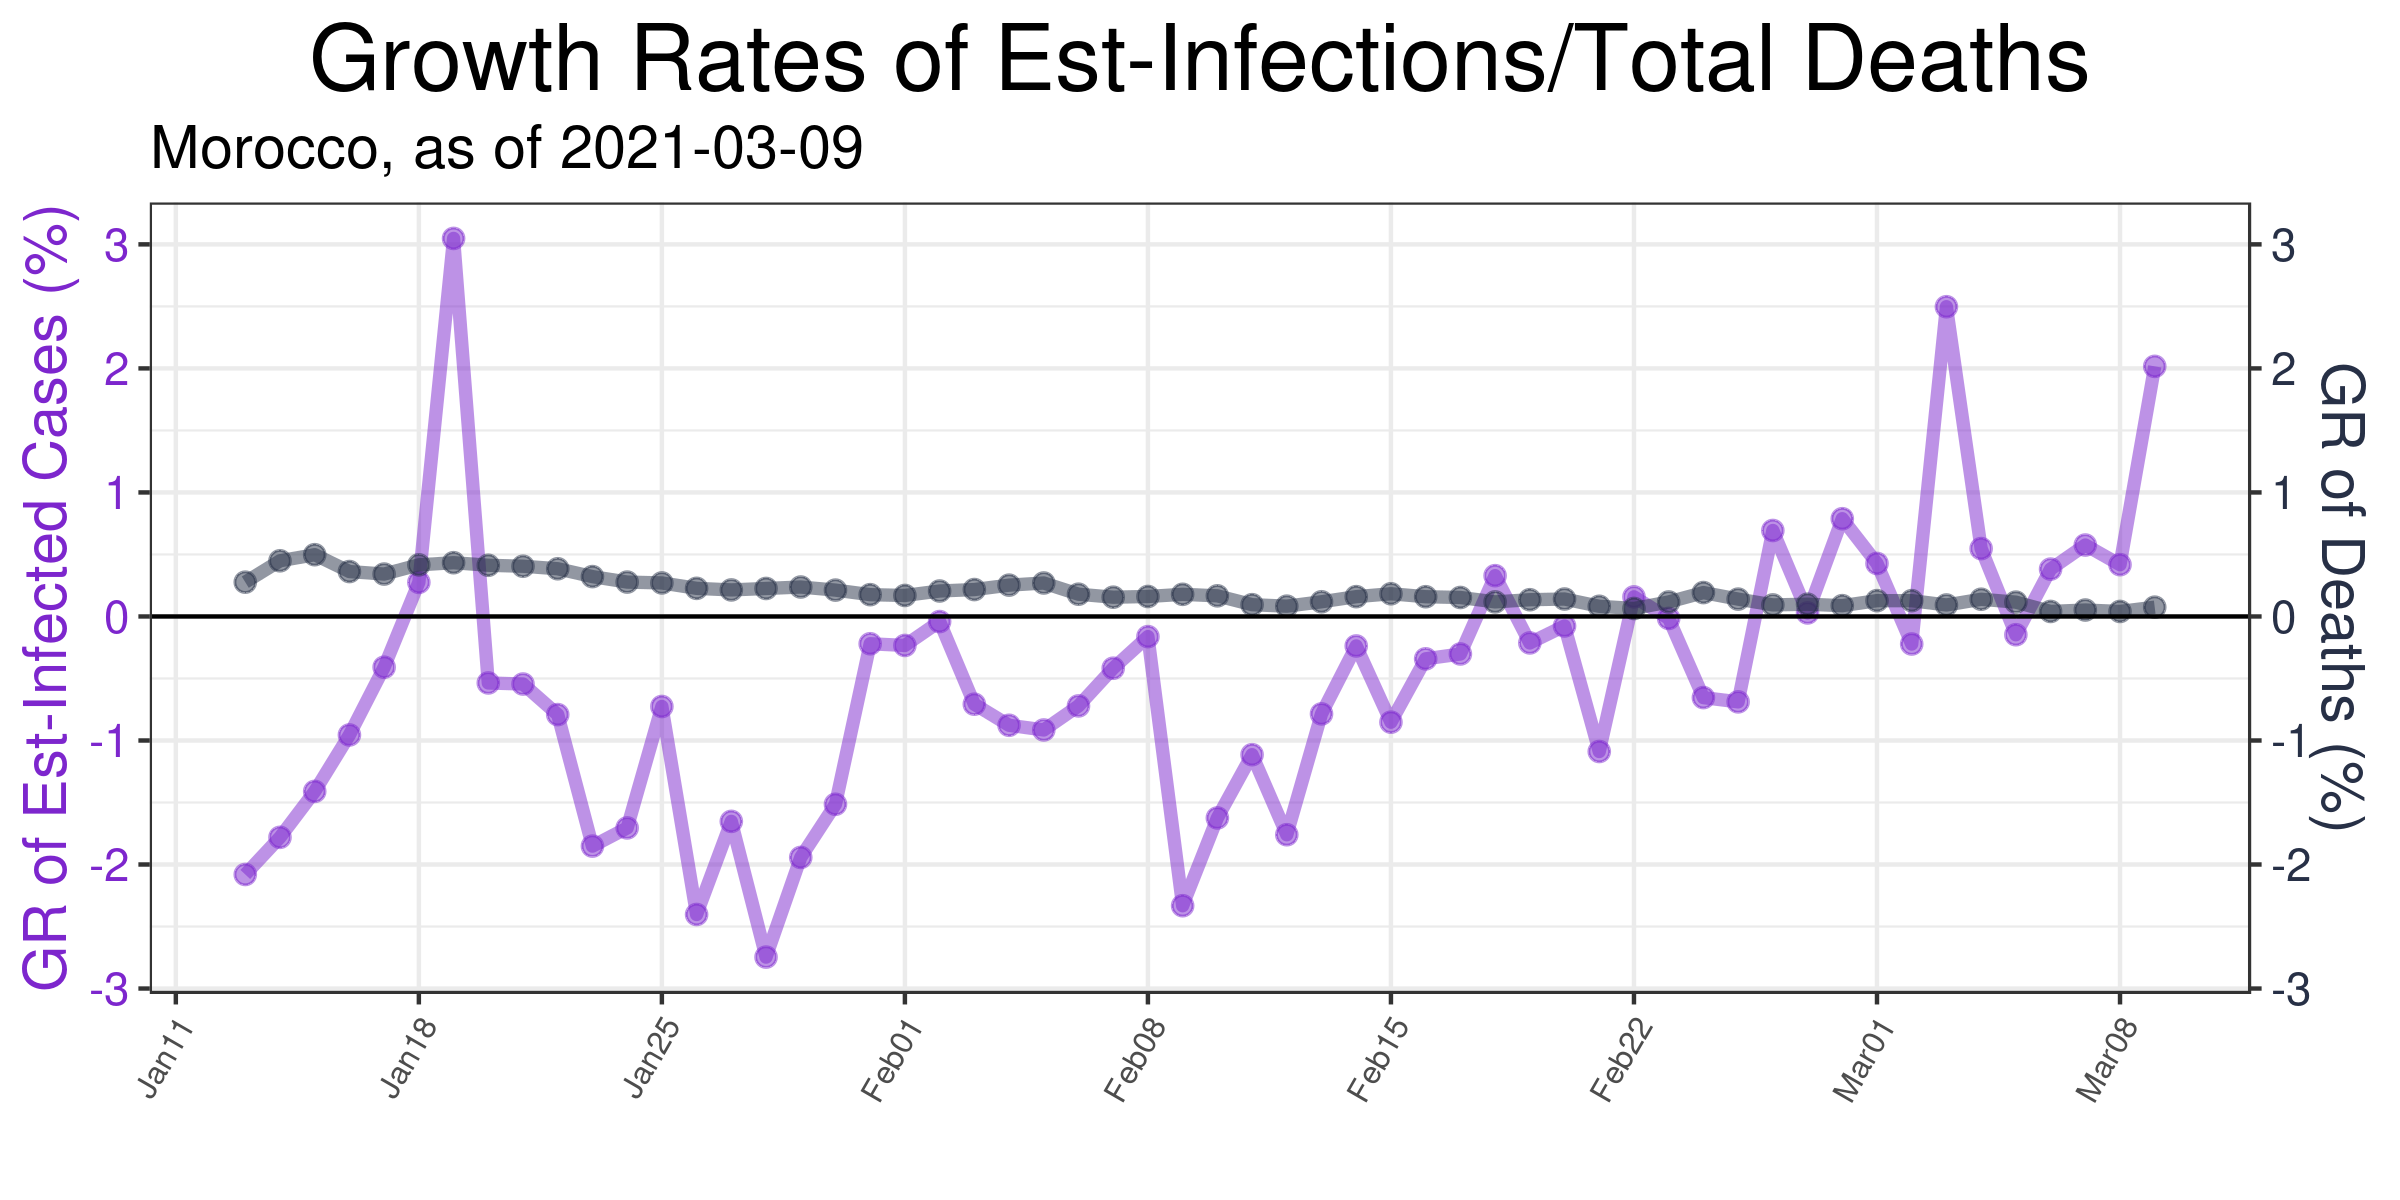 Growth Rates of Est-Infections/Total Deaths
Morocco, as of 2021-03-09
GR of Est-Infected Cases (%)
3
2
1
0
-1
-2
-3
3
2
1
0
-1
-2
-3
GR of Deaths (%)
Jan11
Jan18
Jan25
Feb01
Feb08
Feb15
Feb22
Mar01
Mar08